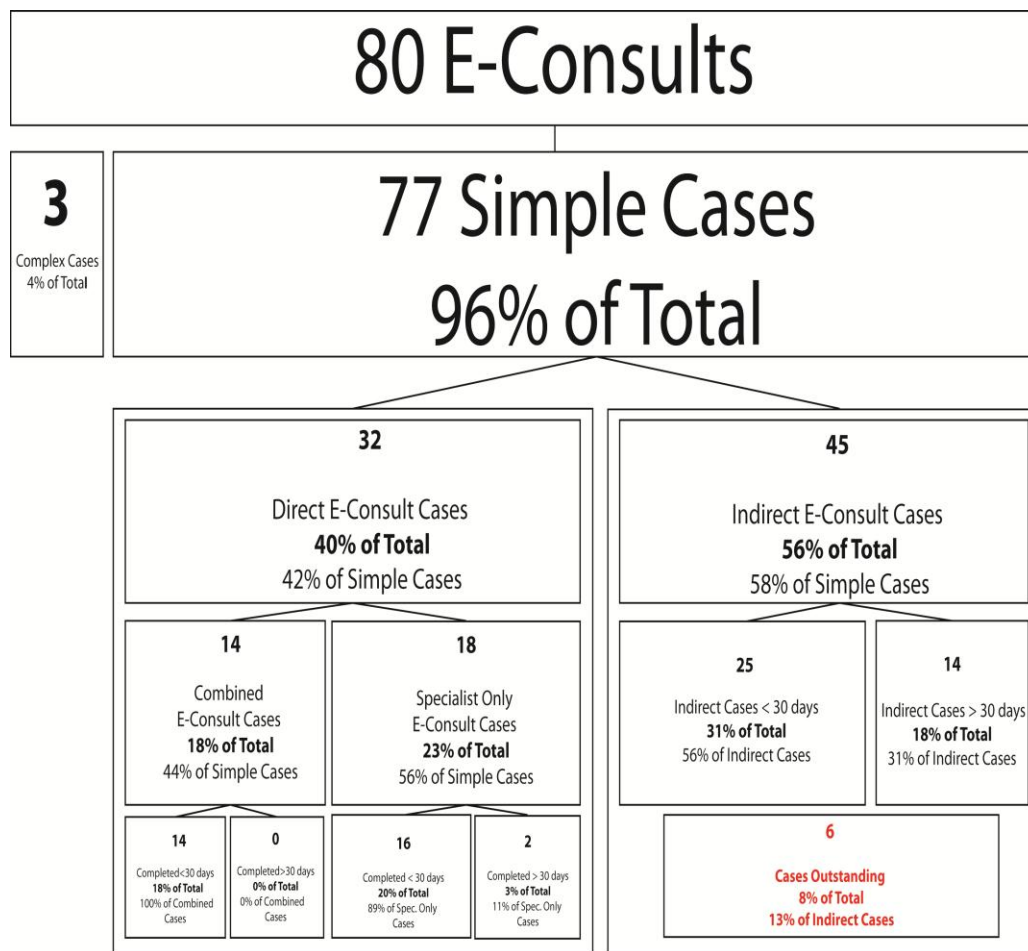 80 E-Consults
3
Complex Cases
4% of Total
77 Simple Cases
96% of Total
32
Direct E-Consult Cases
40% of Total
42% of Simple Cases
45
Indirect E-Consult Cases
56% of Total
58% of Simple Cases
14
Combined
E-Consult Cases
18% of Total
44% of Simple Cases
18
Specialist Only
E-Consult Cases
23% of Total
56% of Simple Cases
25
Indirect Cases < 30 days
31% of Total
56% of Indirect Cases
14
Indirect Cases > 30 days
18% of Total
31% of Indirect Cases
14
Completed<30 days
18% of Total
100% of Combined
Cases
0
Completed>30 days
0% of Total
0% of Combined
Cases
16
Completed < 30 days
20% of Total
89% of Spec. Only
Cases
2
Completed > 30 days
3% of Total
11% of Spec. Only
Cases
6
Cases Outstanding
8% of Total
13% of Indirect Cases